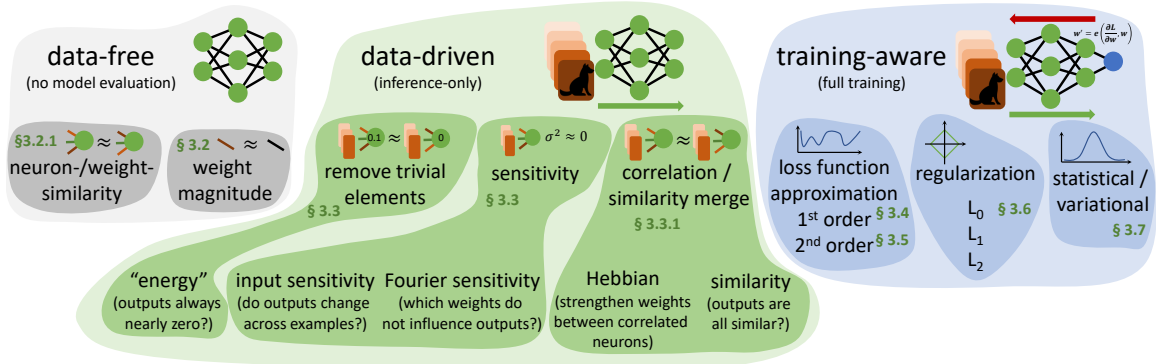 data-free
(no model evaluation)
§3.2.1
≈
neuron-/weight-
similarity
§ 3.2
≈
weight
magnitude
data-driven
(inference-only)
0.1 ≈ 0
remove trivial
elements
§ 3.3
σ² ≈ 0
sensitivity
§ 3.3
≈
correlation /
similarity merge
§ 3.3.1
"energy"
(outputs always
nearly zero?)
input sensitivity
(do outputs change
across examples?)
Fourier sensitivity
(which weights do
not influence outputs?)
Hebbian
(strengthen weights
between correlated
neurons)
similarity
(outputs are
all similar?)
training-aware
(full training)
w' = e(∂L/∂w, w)
loss function
approximation
1st order § 3.4
2nd order § 3.5
regularization
L₀ § 3.6
L₁
L₂
statistical /
variational
§ 3.7